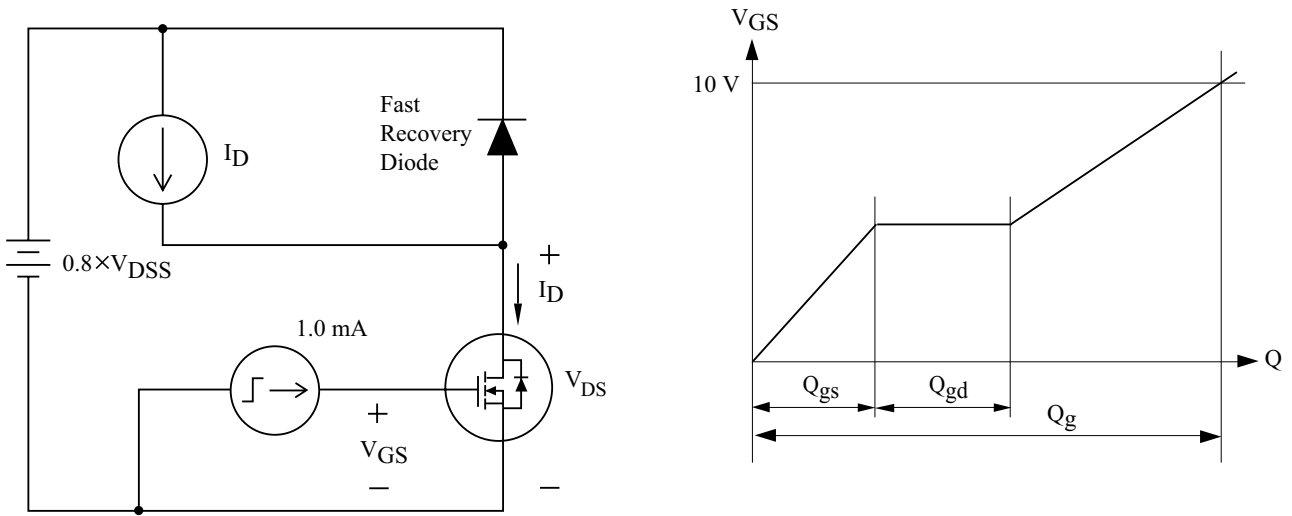 I_D
Fast
Recovery
Diode
0.8×V_DSS
+
I_D
1.0 mA
V_DS
+
V_GS
−
−
V_GS
10 V
Q
Q_gs
Q_gd
Q_g